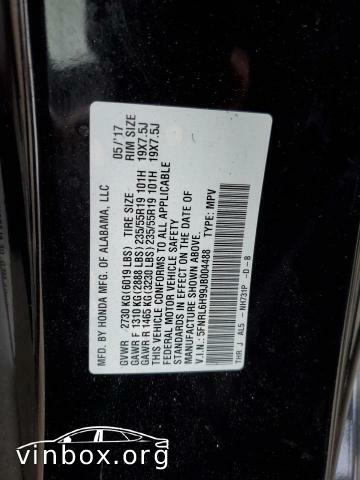 MFD. BY HONDA MFG. OF ALABAMA, LLC 05/'17
GVWR 2730 KG(6019 LBS) TIRE SIZE RIM SIZE
GAWR F 1310 KG(2888 LBS) 235/55R19 101H 19X7.5J
GAWR R 1465 KG(3230 LBS) 235/55R19 101H 19X7.5J
THIS VEHICLE CONFORMS TO ALL APPLICABLE
FEDERAL MOTOR VEHICLE SAFETY
STANDARDS IN EFFECT ON THE DATE OF
MANUFACTURE SHOWN ABOVE.
V.I.N.: 5FNRL6H99JB004488 TYPE: MPV
THR J FAL5 - NH731P -D - B
vinbox.org